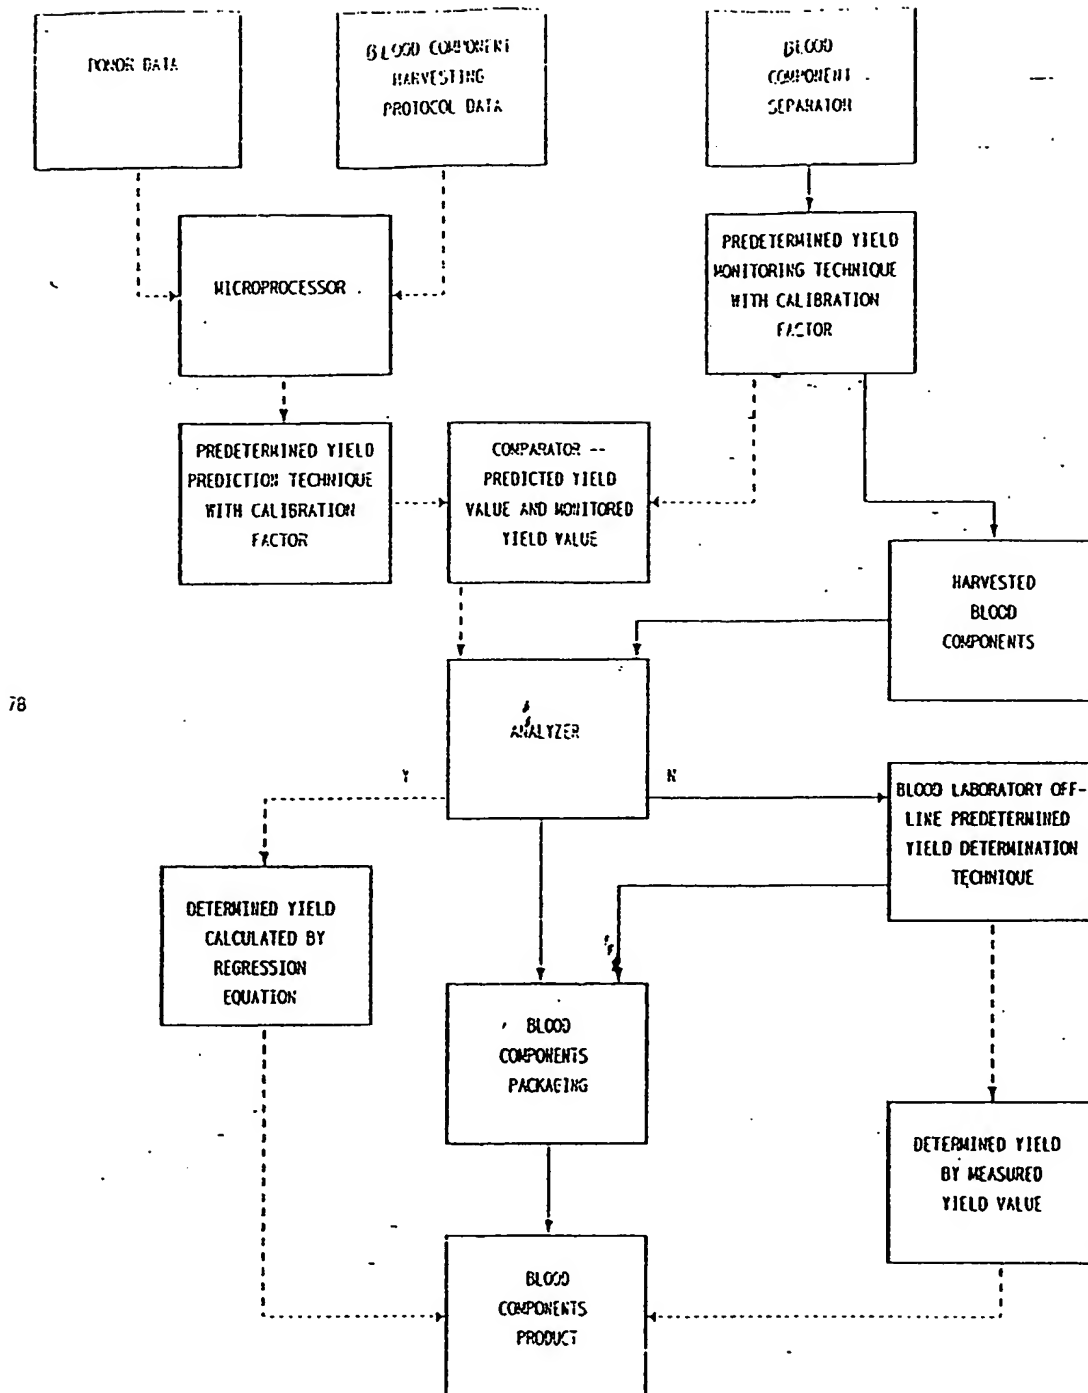 DONOR DATA
BLOOD COMPONENT
HARVESTING
PROTOCOL DATA
BLOOD
COMPONENT
SEPARATOR
MICROPROCESSOR
PREDETERMINED YIELD
MONITORING TECHNIQUE
WITH CALIBRATION
FACTOR
PREDETERMINED YIELD
PREDICTION TECHNIQUE
WITH CALIBRATION
FACTOR
COMPARATOR --
PREDICTED YIELD
VALUE AND MONITORED
YIELD VALUE
HARVESTED
BLOOD
COMPONENTS
78
ANALYZER
Y
N
BLOOD LABORATORY OFF-
LINE PREDETERMINED
YIELD DETERMINATION
TECHNIQUE
DETERMINED YIELD
CALCULATED BY
REGRESSION
EQUATION
BLOOD
COMPONENTS
PACKAGING
DETERMINED YIELD
BY MEASURED
YIELD VALUE
BLOOD
COMPONENTS
PRODUCT